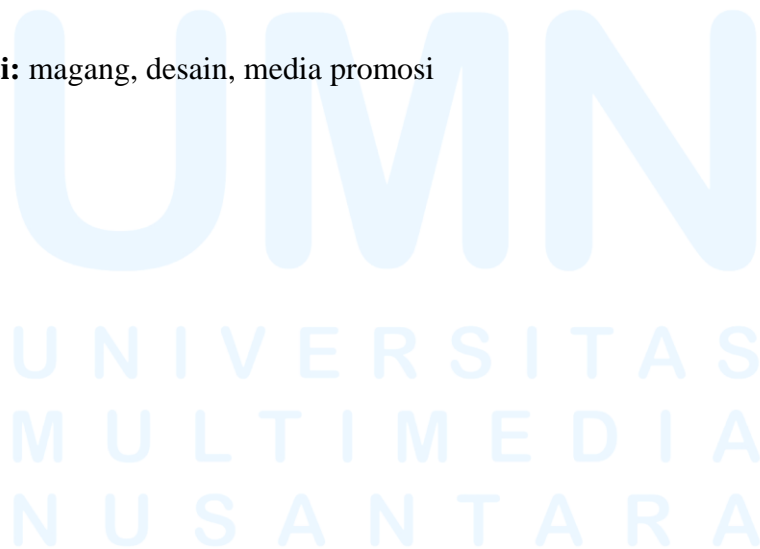 i: magang, desain, media promosi
UMN
UNIVERSITAS
MULTIMEDIA
NUSANTARA